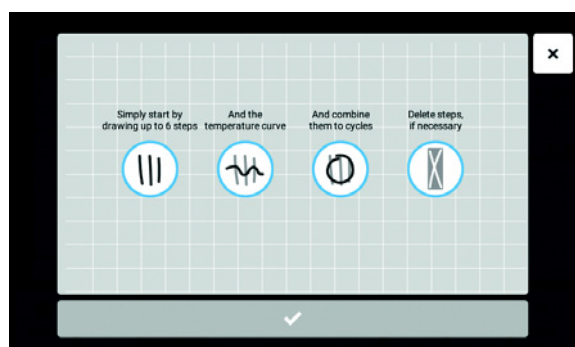 Simply start by
drawing up to 6 steps
And the
temperature curve
And combine
them to cycles
Delete steps,
if necessary